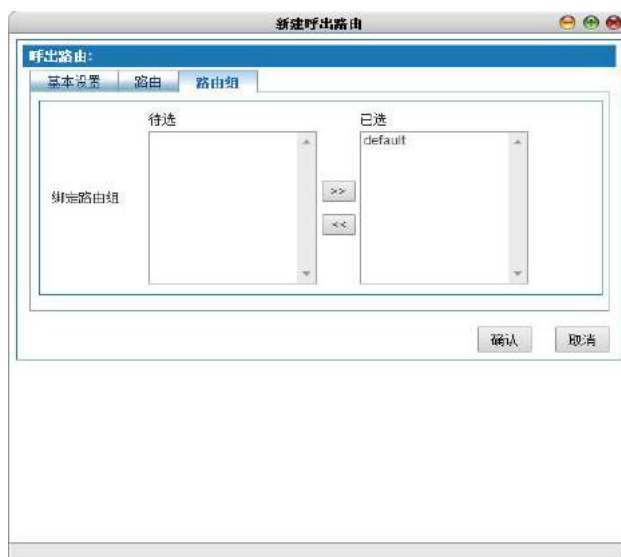 新建呼出路由
呼出路由:
基本设置 路由 路由组
待选 已选
default
>>
绑定路由组
<<
确认 取消